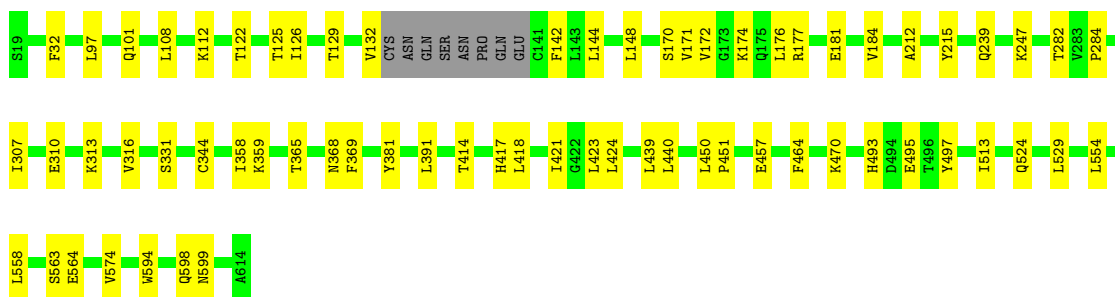 S19 F32 L97 Q101 L108 K112 T122 T125 I126 T129 V132 CYS ASN GLN SER ASN PRO GLN GLU C141 F142 L143 L144 L148 S170 V171 V172 G173 K174 Q175 L176 R177 E181 V184 A212 Y215 Q239 K247 T282 V283 P284
I307 E310 K313 V316 S331 C344 I358 K359 T365 N368 F369 Y381 L391 T414 H417 L418 I421 G422 L423 L424 L439 L440 L450 P451 E457 F464 K470 H493 D494 E495 T496 Y497 I513 Q524 L529 L554
L558 S563 E564 V574 W594 Q598 N599 A614